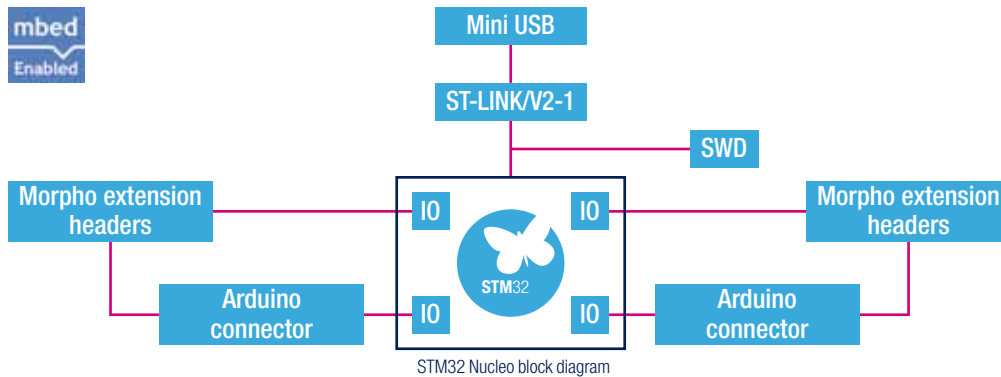 mbed
Enabled
Mini USB
ST-LINK/V2-1
SWD
Morpho extension
headers
IO
IO
Morpho extension
headers
STM32
Arduino
connector
IO
IO
Arduino
connector
STM32 Nucleo block diagram